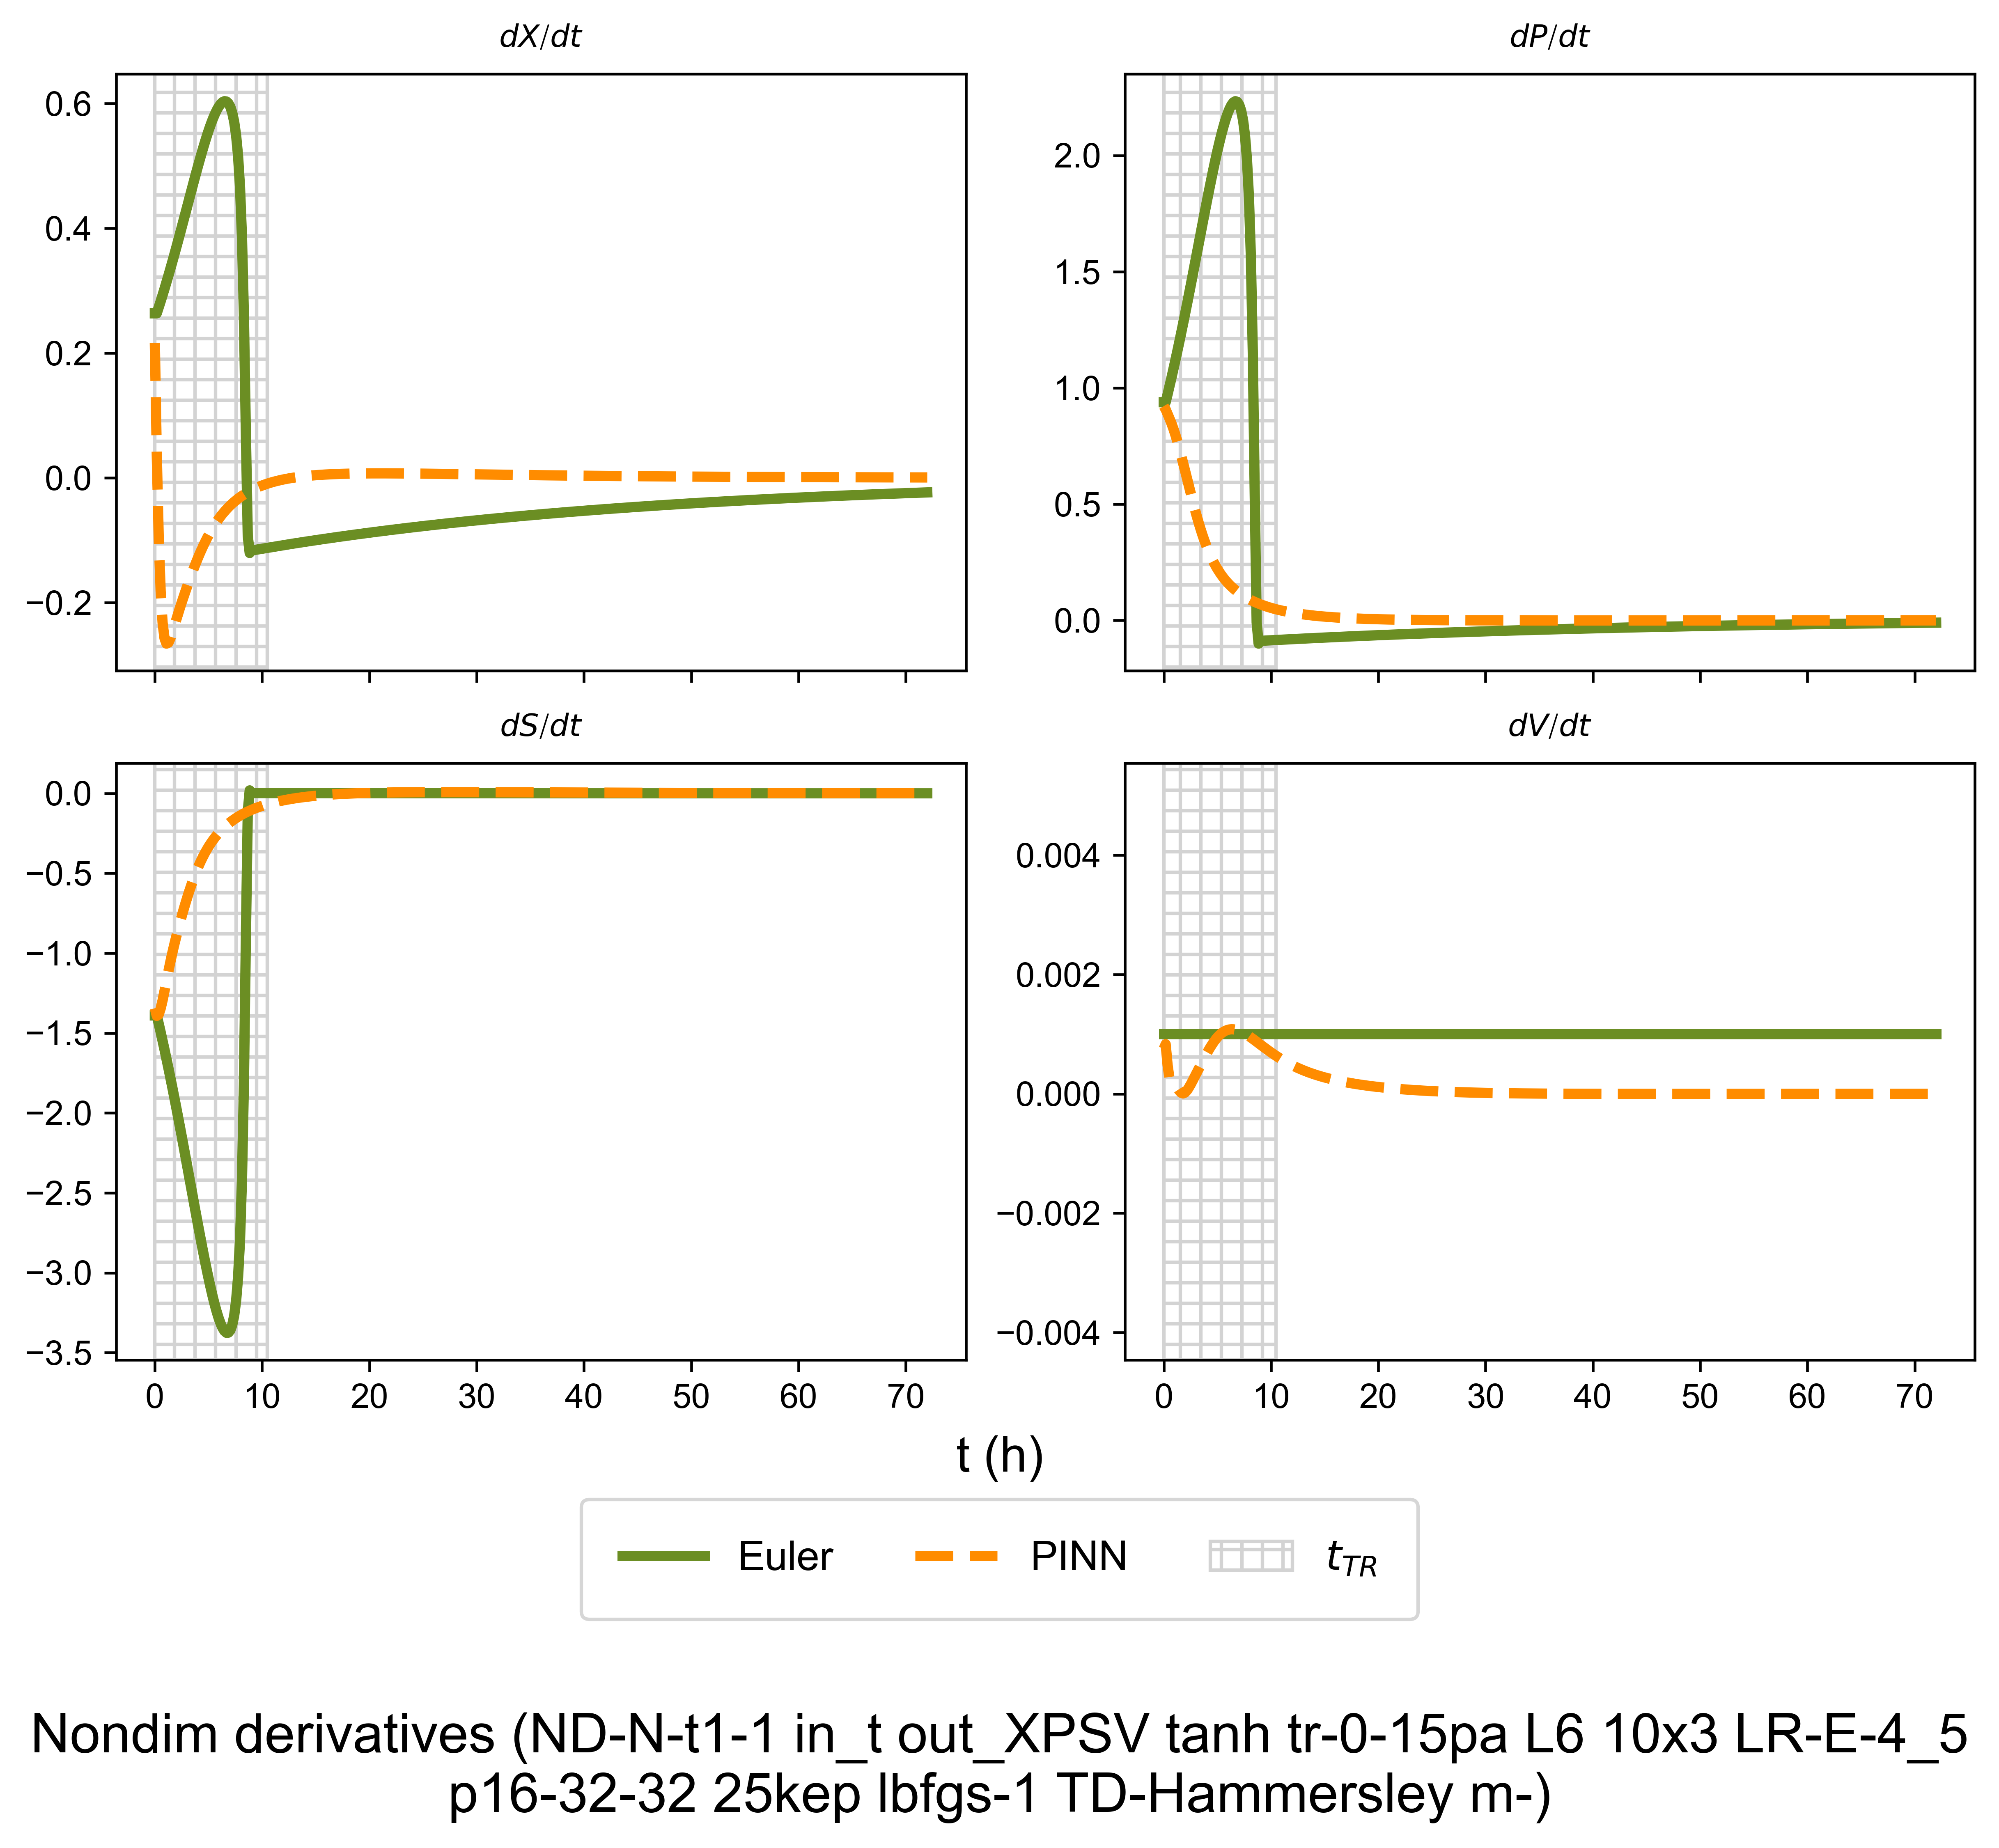 dX/dt
dP/dt
0.6
0.4
0.2
0.0
−0.2
2.0
1.5
1.0
0.5
0.0
dS/dt
dV/dt
0.0
−0.5
−1.0
−1.5
−2.0
−2.5
−3.0
−3.5
0.004
0.002
0.000
−0.002
−0.004
0 10 20 30 40 50 60 70
0 10 20 30 40 50 60 70
t (h)
Euler PINN t_TR
Nondim derivatives (ND-N-t1-1 in_t out_XPSV tanh tr-0-15pa L6 10x3 LR-E-4_5
p16-32-32 25kep lbfgs-1 TD-Hammersley m-)